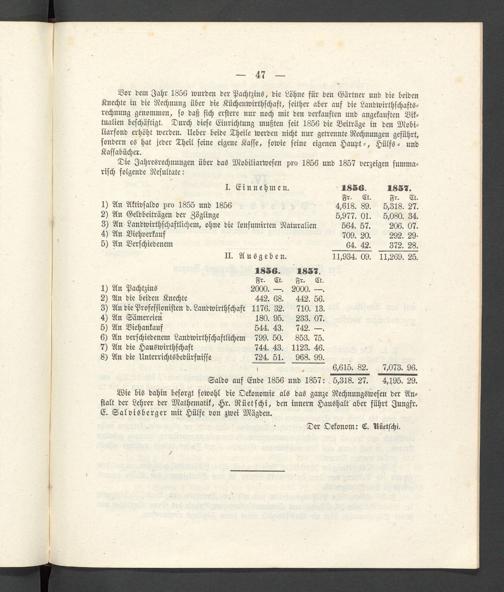 — 47 —
Vor dem Jahr 1856 wurden der Pachtzins, die Löhne für den Gärtner und die beiden
Knechte in die Rechnung über die Küchenwirthschaft, seither aber auf die Landwirthschafts-
rechnung genommen, so daß sich erstere nur noch mit den verkauften und angekauften Vik-
tualien beschäftigt. Durch diese Einrichtung mußten seit 1856 die Beiträge in den Mobi-
liarfond erhöht werden. Ueber beide Theile werden nicht nur getrennte Rechnungen geführt,
sondern es hat jeder Theil seine eigene Kasse, sowie seine eigenen Haupt-, Hülfs- und
Kassabücher.
Die Jahresrechnungen über das Mobiliarwesen pro 1856 und 1857 verzeigen summa-
risch folgende Resultate:
I. Einnehmen. 1856. 1857.
Fr. Ct. Fr. Ct.
1) An Aktivsaldo pro 1855 und 1856 4,618. 89. 5,318. 27.
2) An Geldbeiträgen der Zöglinge 5,977. 01. 5,080. 34.
3) An Landwirthschaftlichem, ohne die konsumirten Naturalien 564. 57. 206. 07.
4) An Viehverkauf 709. 20. 292. 29.
5) An Verschiedenem 64. 42. 372. 28.
11,934. 09. 11,269. 25.
II. Ausgeben.
1856. 1857.
Fr. Ct. Fr. Ct.
1) An Pachtzins 2000. —. 2000. —.
2) An die beiden Knechte 442. 68. 442. 56.
3) An die Professionisten d. Landwirthschaft 1176. 32. 710. 13.
4) An Sämereien 180. 95. 233. 07.
5) An Viehankauf 544. 43. 742. —.
6) An verschiedenem Landwirthschaftlichem 799. 50. 853. 75.
7) An die Hauswirthschaft 744. 43. 1123. 46.
8) An die Unterrichtsbedürfnisse 724. 51. 968. 99.
6,615. 82. 7,073. 96.
Saldo auf Ende 1856 und 1857: 5,318. 27. 4,195. 29.
Wie bis dahin besorgt sowohl die Oekonomie als das ganze Rechnungswesen der An-
stalt der Lehrer der Mathematik, Hr. Rüetschi, den innern Haushalt aber führt Jungfr.
E. Salvisberger mit Hülfe von zwei Mägden.
Der Oekonom: C. Rüetschi.